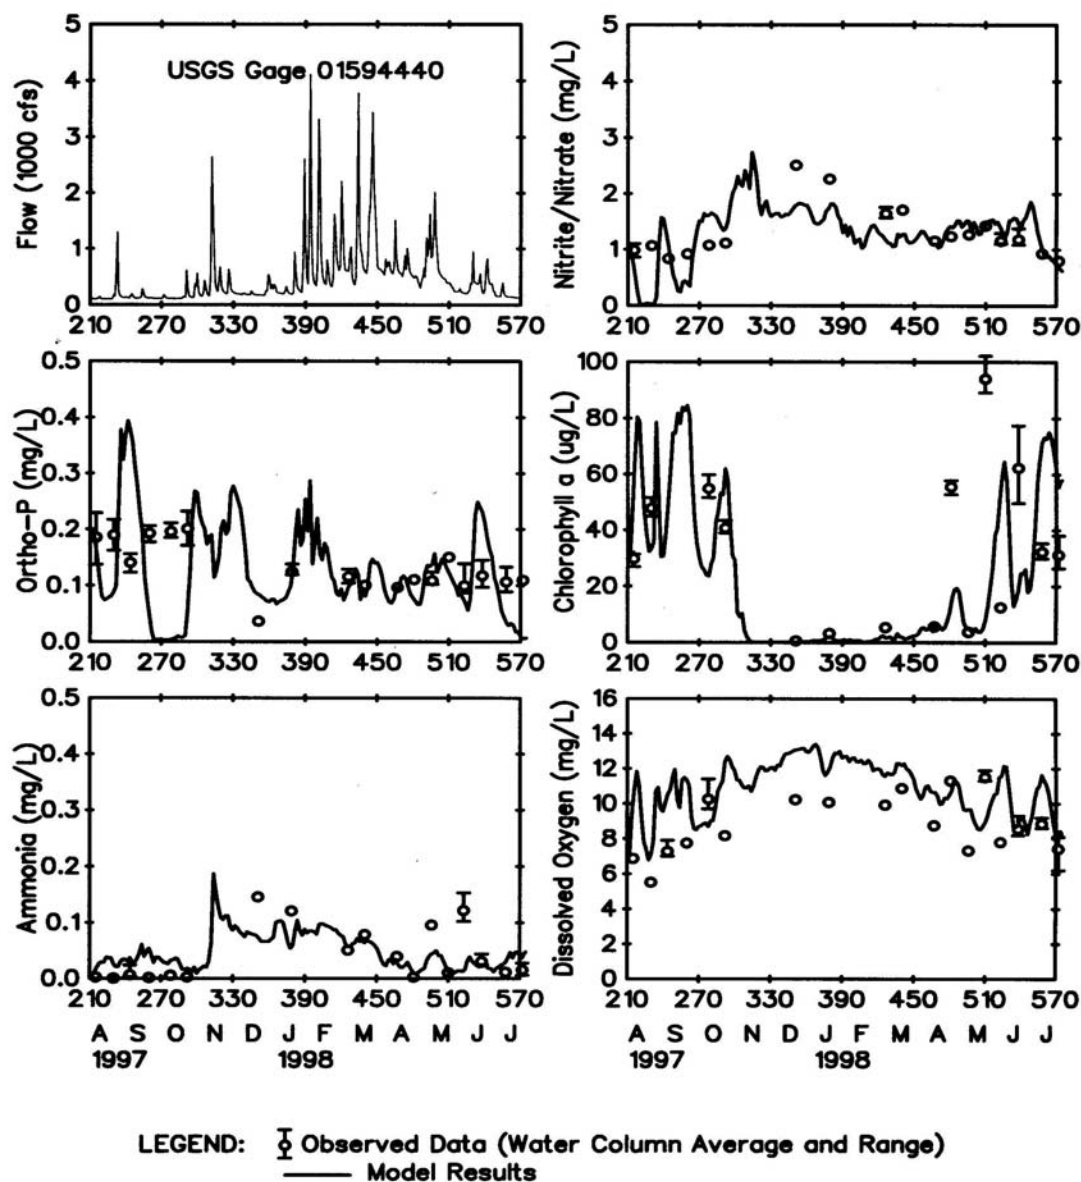 Flow (1000 cfs)
5
4
3
2
1
0
USGS Gage 01594440
210 270 330 390 450 510 570
Nitrite/Nitrate (mg/L)
5
4
3
2
1
0
210 270 330 390 450 510 570
Ortho-P (mg/L)
0.5
0.4
0.3
0.2
0.1
0.0
210 270 330 390 450 510 570
Chlorophyll a (ug/L)
100
80
60
40
20
0
210 270 330 390 450 510 570
Ammonia (mg/L)
0.5
0.4
0.3
0.2
0.1
0.0
210 270 330 390 450 510 570
A S O N D J F M A M J J
1997 1998
Dissolved Oxygen (mg/L)
16
14
12
10
8
6
4
2
0
210 270 330 390 450 510 570
A S O N D J F M A M J J
1997 1998
LEGEND: Observed Data (Water Column Average and Range)
Model Results